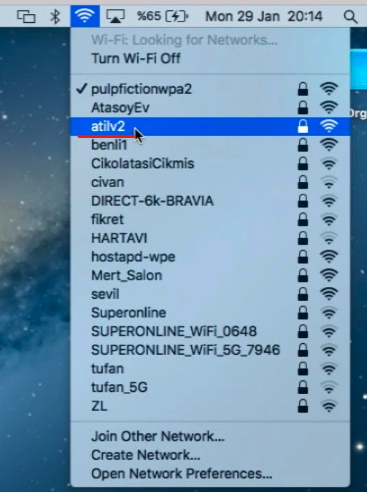 %65 Mon 29 Jan 20:14
Wi-Fi: Looking for Networks...
Turn Wi-Fi Off
pulpfictionwpa2
AtasoyEv
atilv2
benli1
CikolatasiCikmis
civan
DIRECT-6k-BRAVIA
fikret
HARTAVI
hostapd-wpe
Mert_Salon
sevil
Superonline
SUPERONLINE_WiFi_0648
SUPERONLINE_WiFi_5G_7946
tufan
tufan_5G
ZL
Join Other Network...
Create Network...
Open Network Preferences...